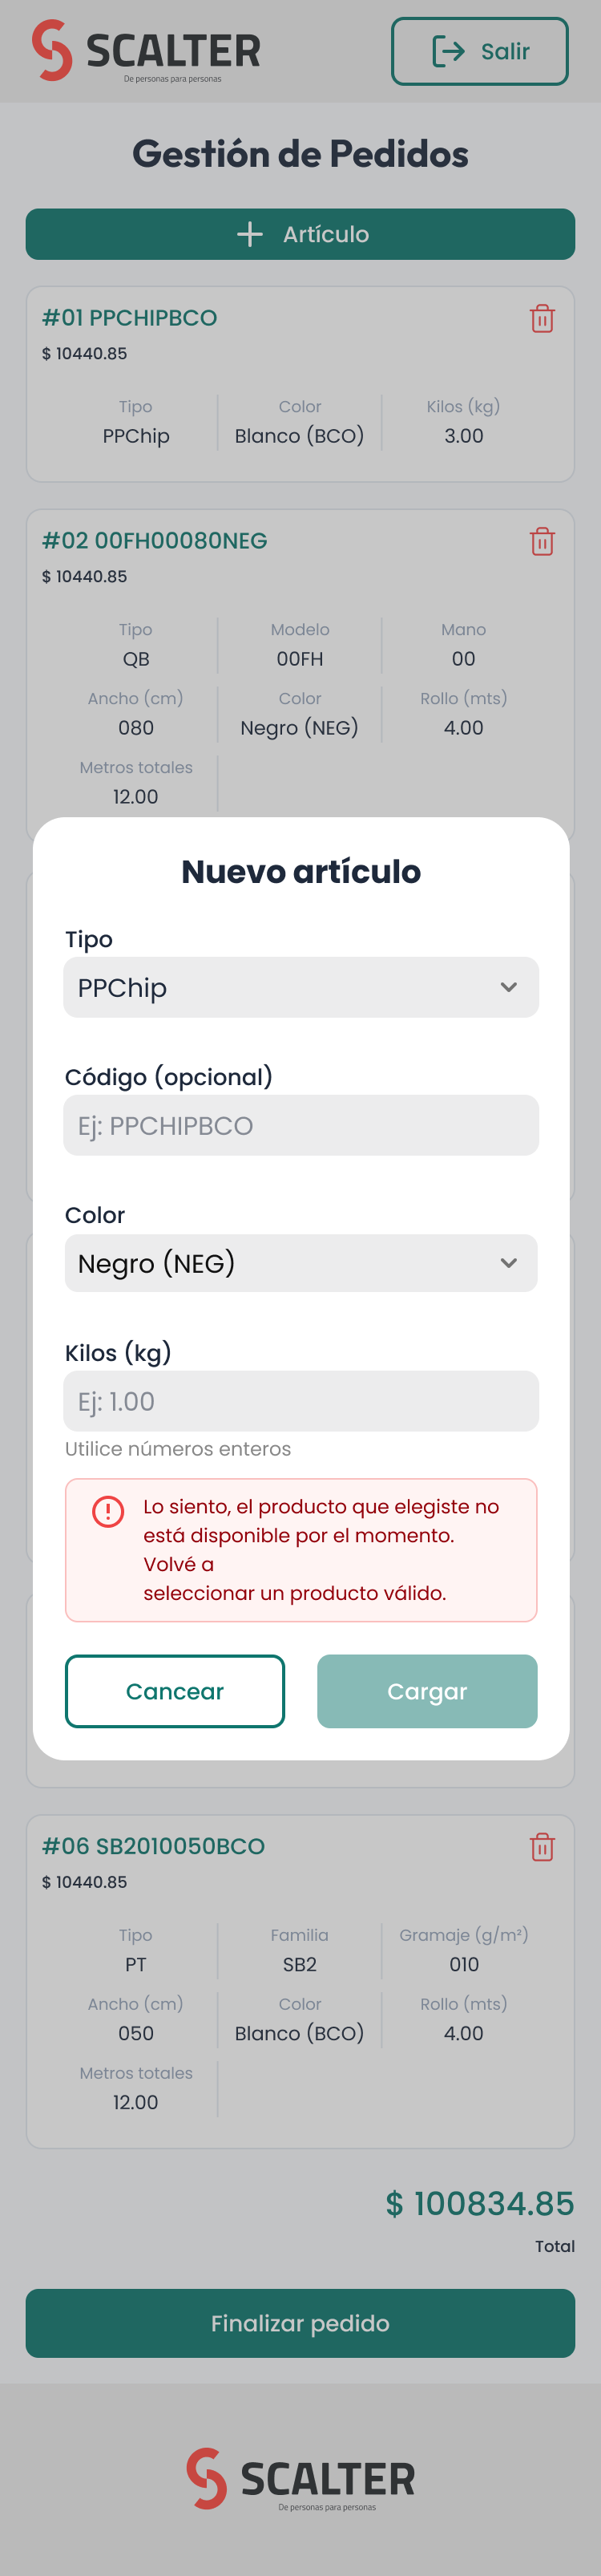 SCALTER
De personas para personas
Salir
Gestión de Pedidos
Artículo
#01 PPCHIPBCO
$ 10440.85
Tipo Color Kilos (kg)
PPChip Blanco (BCO) 3.00
#02 00FH00080NEG
$ 10440.85
Tipo Modelo Mano
QB 00FH 00
Ancho (cm) Color Rollo (mts)
080 Negro (NEG) 4.00
Metros totales
12.00
Nuevo artículo
Tipo
PPChip
Código (opcional)
Ej: PPCHIPBCO
Color
Negro (NEG)
Kilos (kg)
Ej: 1.00
Utilice números enteros
Lo siento, el producto que elegiste no
está disponible por el momento.
Volvé a
seleccionar un producto válido.
Cancear Cargar
#06 SB2010050BCO
$ 10440.85
Tipo Familia Gramaje (g/m²)
PT SB2 010
Ancho (cm) Color Rollo (mts)
050 Blanco (BCO) 4.00
Metros totales
12.00
$ 100834.85
Total
Finalizar pedido
SCALTER
De personas para personas